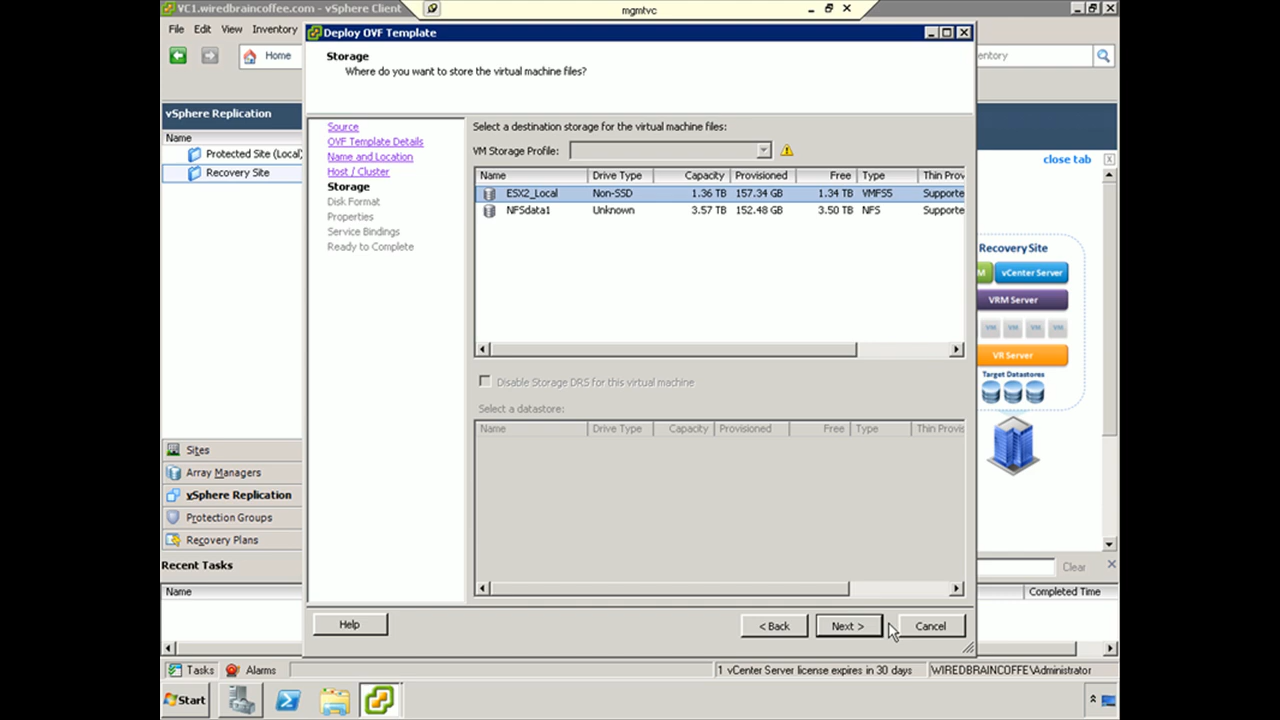 VC1.wiredbraincoffee.com - vSphere Client
mgmtvc
File Edit View Inventory
Home
entory
Deploy OVF Template
Storage
Where do you want to store the virtual machine files?
vSphere Replication
Name
Protected Site (Local)
Recovery Site
Source
OVF Template Details
Name and Location
Host / Cluster
Storage
Disk Format
Properties
Service Bindings
Ready to Complete
Select a destination storage for the virtual machine files:
VM Storage Profile:
Name Drive Type Capacity Provisioned Free Type Thin Prov
ESX2_Local Non-SSD 1.36 TB 157.34 GB 1.34 TB VMFS5 Supporte
NFSdata1 Unknown 3.57 TB 152.48 GB 3.50 TB NFS Supporte
Disable Storage DRS for this virtual machine
Select a datastore:
Name Drive Type Capacity Provisioned Free Type Thin Provis
close tab
Recovery Site
M vCenter Server
VRM Server
VM VM VM VM
VR Server
Target Datastores
Sites
Array Managers
vSphere Replication
Protection Groups
Recovery Plans
Recent Tasks
Clear
Name
Completed Time
Help
< Back
Next >
Cancel
Tasks Alarms
1 vCenter Server license expires in 30 days
WIREDBRAINCOFFE\Administrator
Start